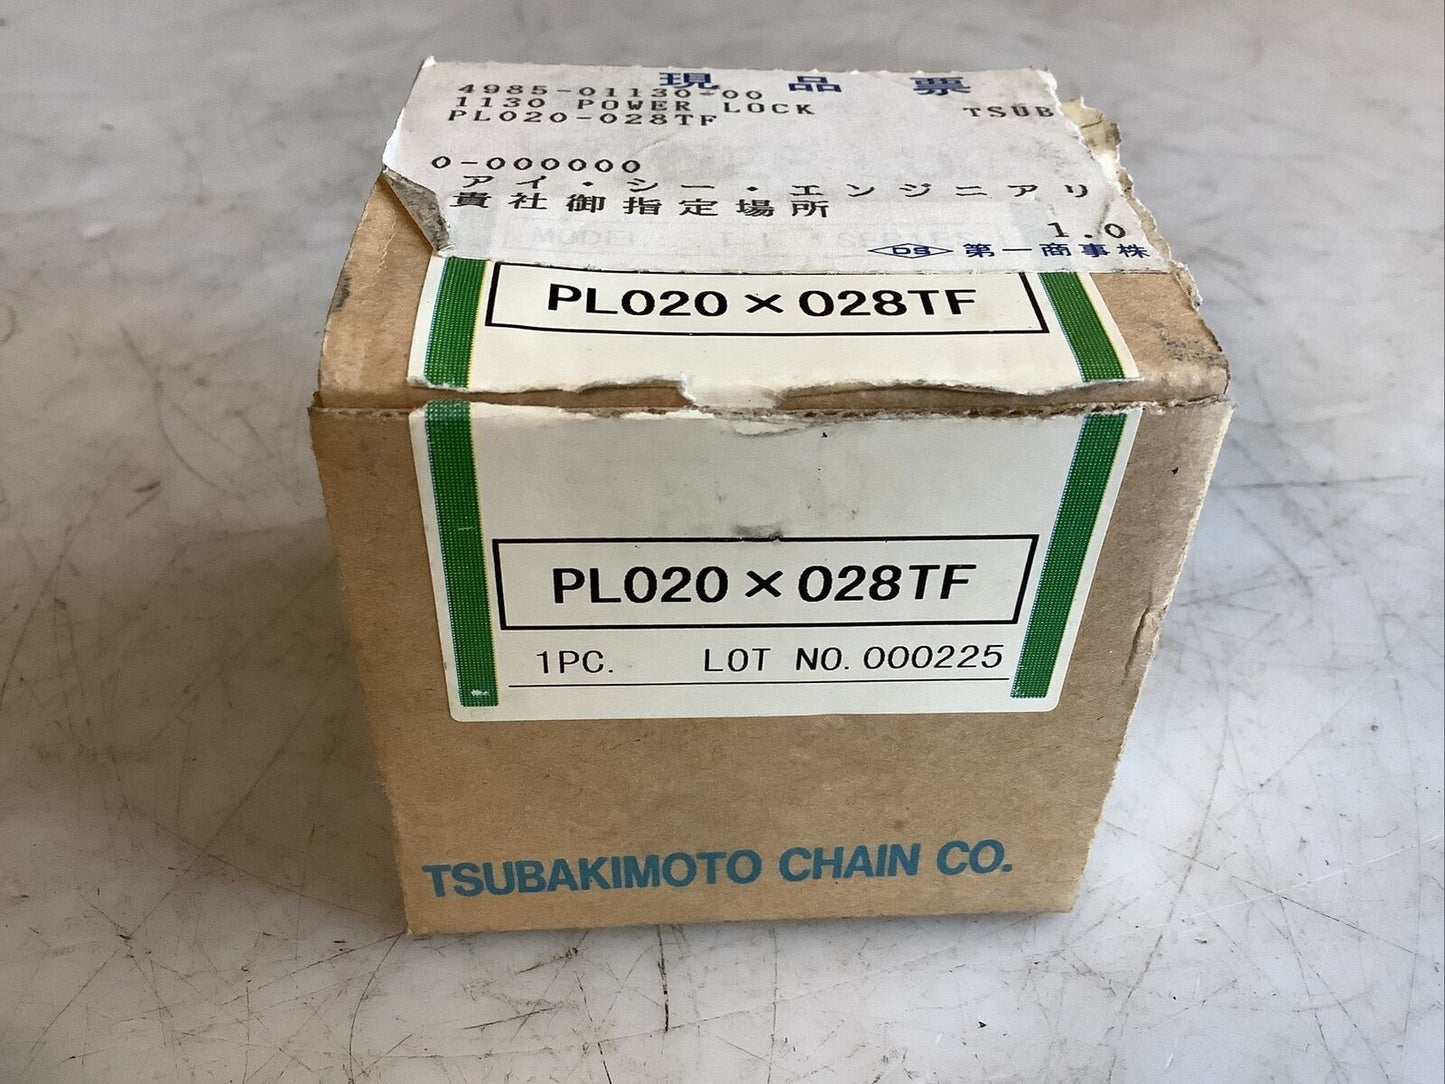 現品票
4985-01130-00
1130 POWER LOCK TSUB
PL020-028TF
0-000000
アイ・シー・エンジニアリ
貴社御指定場所
1.0
DS 第一商事株
PL020×028TF
PL020×028TF
1PC. LOT NO. 000225
TSUBAKIMOTO CHAIN CO.